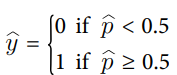 ŷ = { 0 if p̂ < 0.5
1 if p̂ ≥ 0.5